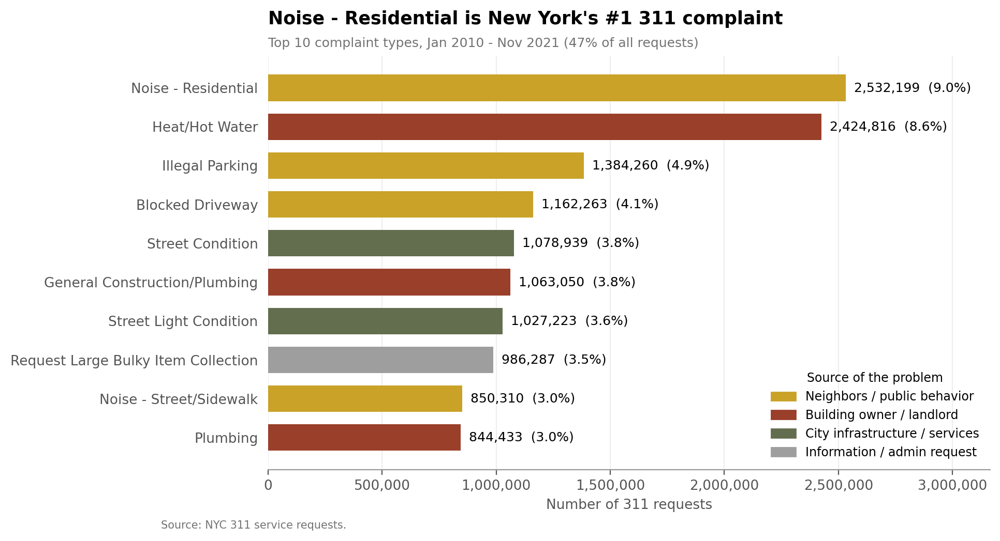 Noise - Residential is New York's #1 311 complaint
Top 10 complaint types, Jan 2010 - Nov 2021 (47% of all requests)
Noise - Residential 2,532,199 (9.0%)
Heat/Hot Water 2,424,816 (8.6%)
Illegal Parking 1,384,260 (4.9%)
Blocked Driveway 1,162,263 (4.1%)
Street Condition 1,078,939 (3.8%)
General Construction/Plumbing 1,063,050 (3.8%)
Street Light Condition 1,027,223 (3.6%)
Request Large Bulky Item Collection 986,287 (3.5%)
Noise - Street/Sidewalk 850,310 (3.0%)
Plumbing 844,433 (3.0%)
Source of the problem
Neighbors / public behavior
Building owner / landlord
City infrastructure / services
Information / admin request
0 500,000 1,000,000 1,500,000 2,000,000 2,500,000 3,000,000
Number of 311 requests
Source: NYC 311 service requests.